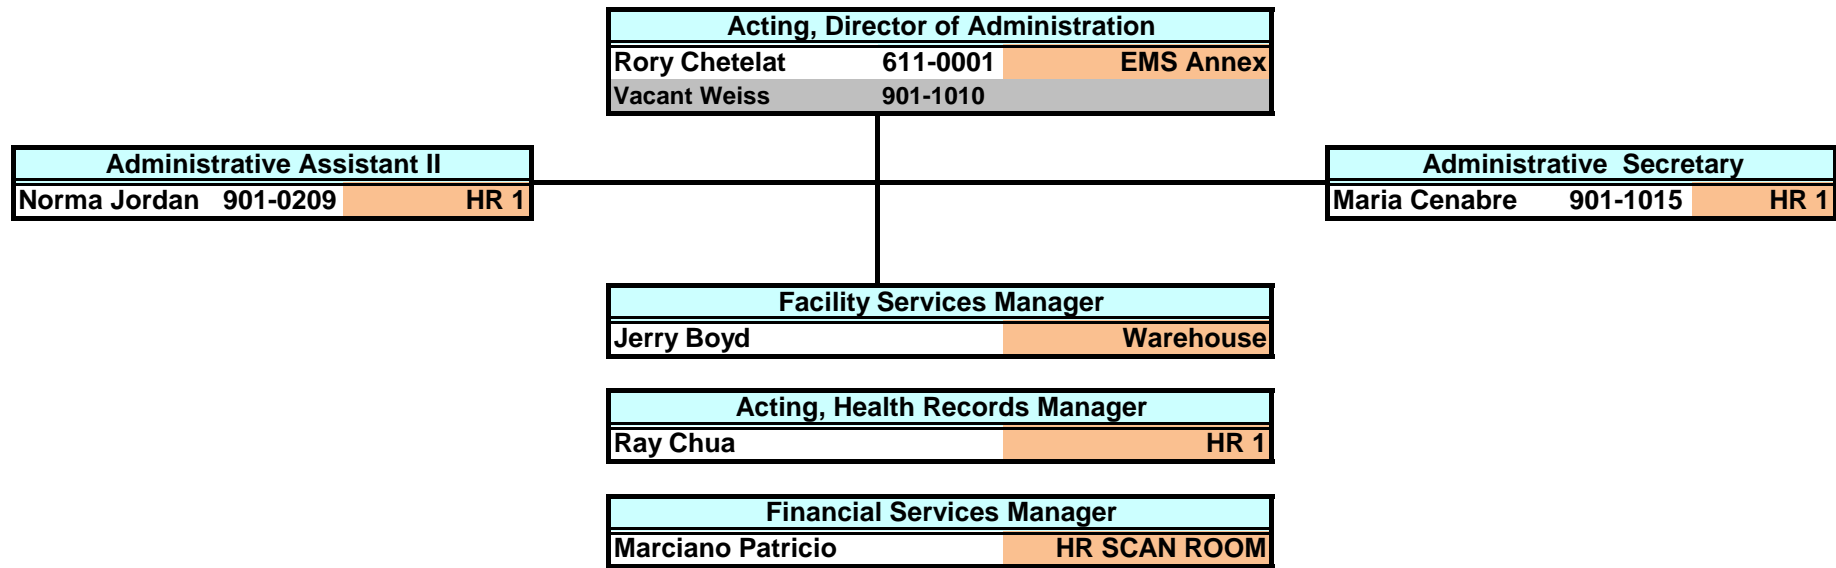 Acting, Director of Administration
Rory Chetelat 611-0001 EMS Annex
Vacant Weiss 901-1010
Administrative Assistant II
Norma Jordan 901-0209 HR 1
Administrative Secretary
Maria Cenabre 901-1015 HR 1
Facility Services Manager
Jerry Boyd Warehouse
Acting, Health Records Manager
Ray Chua HR 1
Financial Services Manager
Marciano Patricio HR SCAN ROOM